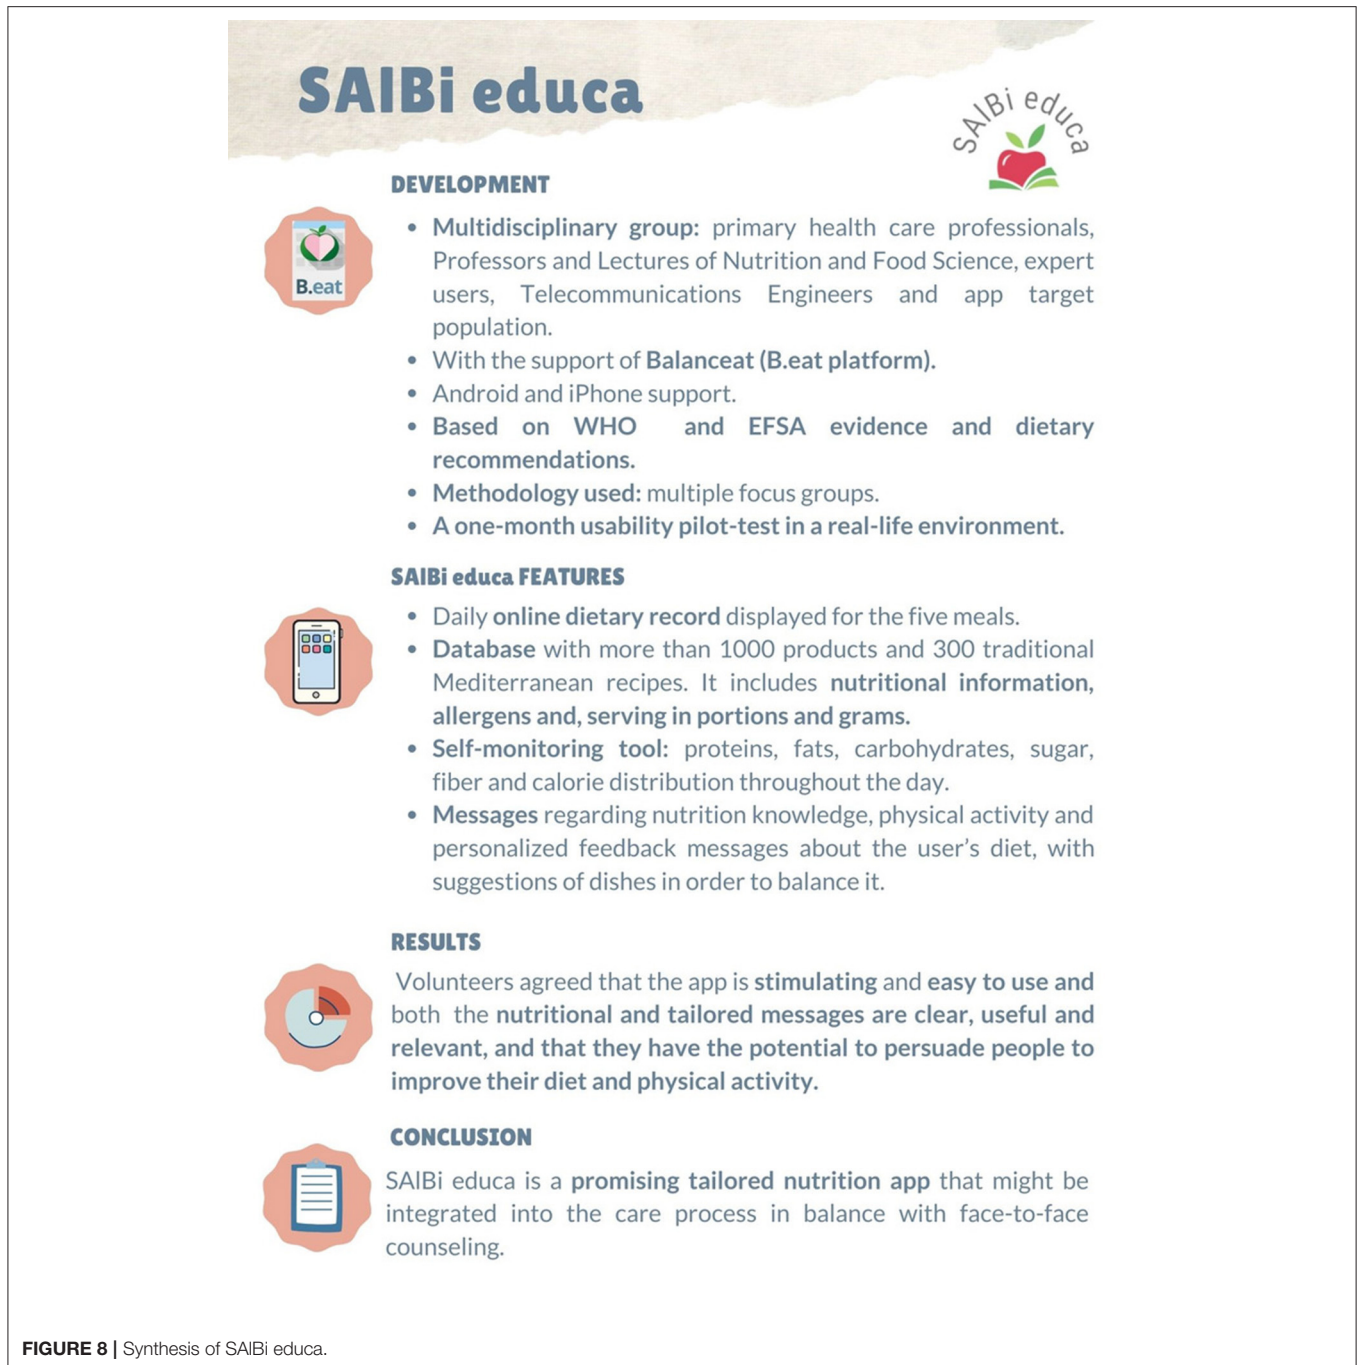 SAlBi educa
SAlBi educa
DEVELOPMENT
B.eat
• Multidisciplinary group: primary health care professionals,
Professors and Lectures of Nutrition and Food Science, expert
users, Telecommunications Engineers and app target
population.
• With the support of Balanceat (B.eat platform).
• Android and iPhone support.
• Based on WHO and EFSA evidence and dietary
recommendations.
• Methodology used: multiple focus groups.
• A one-month usability pilot-test in a real-life environment.
SAlBi educa FEATURES
• Daily online dietary record displayed for the five meals.
• Database with more than 1000 products and 300 traditional
Mediterranean recipes. It includes nutritional information,
allergens and, serving in portions and grams.
• Self-monitoring tool: proteins, fats, carbohydrates, sugar,
fiber and calorie distribution throughout the day.
• Messages regarding nutrition knowledge, physical activity and
personalized feedback messages about the user's diet, with
suggestions of dishes in order to balance it.
RESULTS
Volunteers agreed that the app is stimulating and easy to use and
both the nutritional and tailored messages are clear, useful and
relevant, and that they have the potential to persuade people to
improve their diet and physical activity.
CONCLUSION
SAlBi educa is a promising tailored nutrition app that might be
integrated into the care process in balance with face-to-face
counseling.
FIGURE 8 | Synthesis of SAlBi educa.